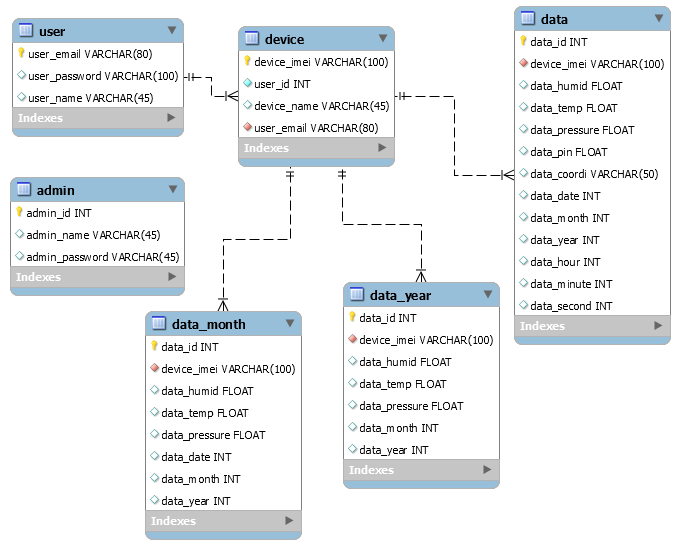 user
user_email VARCHAR(80)
user_password VARCHAR(100)
user_name VARCHAR(45)
Indexes
device
device_imei VARCHAR(100)
user_id INT
device_name VARCHAR(45)
user_email VARCHAR(80)
Indexes
data
data_id INT
device_imei VARCHAR(100)
data_humid FLOAT
data_temp FLOAT
data_pressure FLOAT
data_pin FLOAT
data_coordi VARCHAR(50)
data_date INT
data_month INT
data_year INT
data_hour INT
data_minute INT
data_second INT
Indexes
admin
admin_id INT
admin_name VARCHAR(45)
admin_password VARCHAR(45)
Indexes
data_month
data_id INT
device_imei VARCHAR(100)
data_humid FLOAT
data_temp FLOAT
data_pressure FLOAT
data_date INT
data_month INT
data_year INT
Indexes
data_year
data_id INT
device_imei VARCHAR(100)
data_humid FLOAT
data_temp FLOAT
data_pressure FLOAT
data_month INT
data_year INT
Indexes